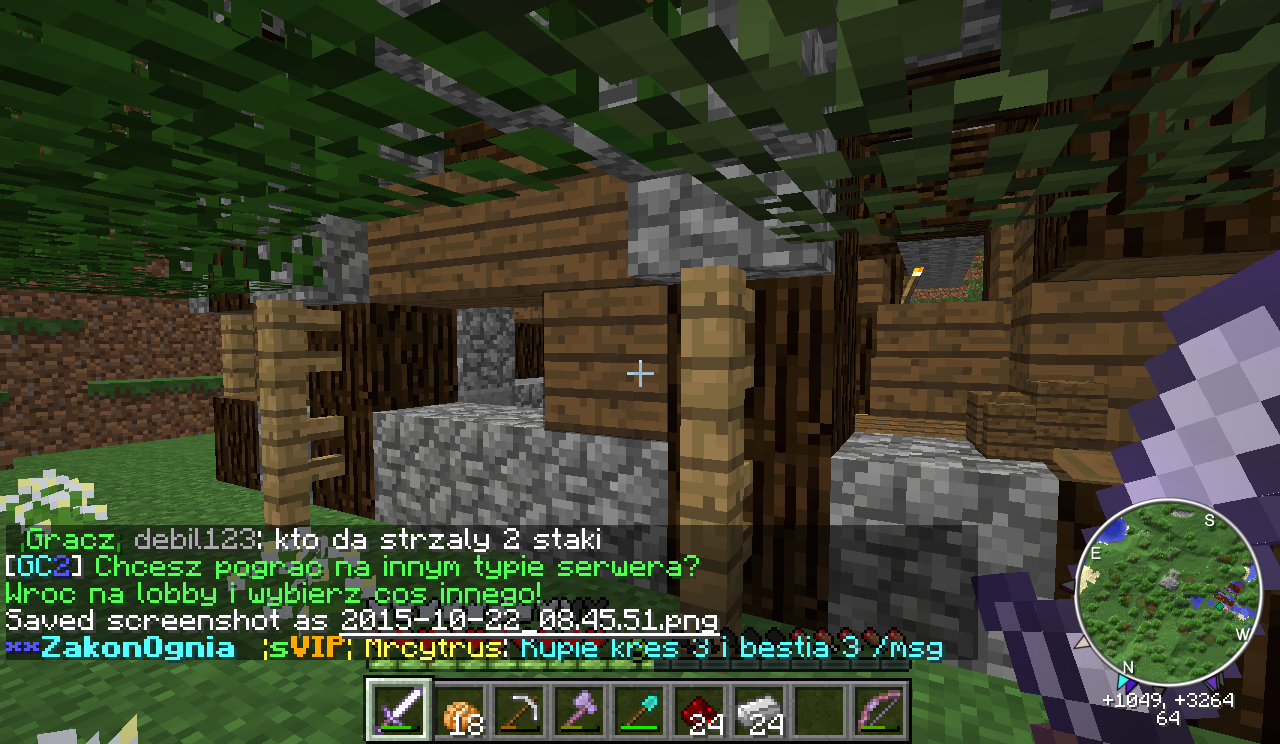 Gracz debil123: kto da strzaly 2 staki
[GC2] Chcesz pograc na innym typie serwera?
Wroc na lobby i wybierz cos innego!
Saved screenshot as 2015-10-22_08.45.51.png
**ZakonOgnia ¦sVIP¦ Mrcytrus: Kupie kres 3 i bestia 3 /msg
S
E
W
N
+1049, +3264
64
18
24
24